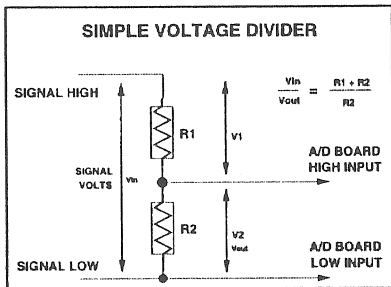 SIMPLE VOLTAGE DIVIDER
SIGNAL HIGH
Vin
Vout
=
R1 + R2
R2
R1
V1
A/D BOARD
HIGH INPUT
SIGNAL
VOLTS
Vin
R2
V2
Vout
A/D BOARD
LOW INPUT
SIGNAL LOW